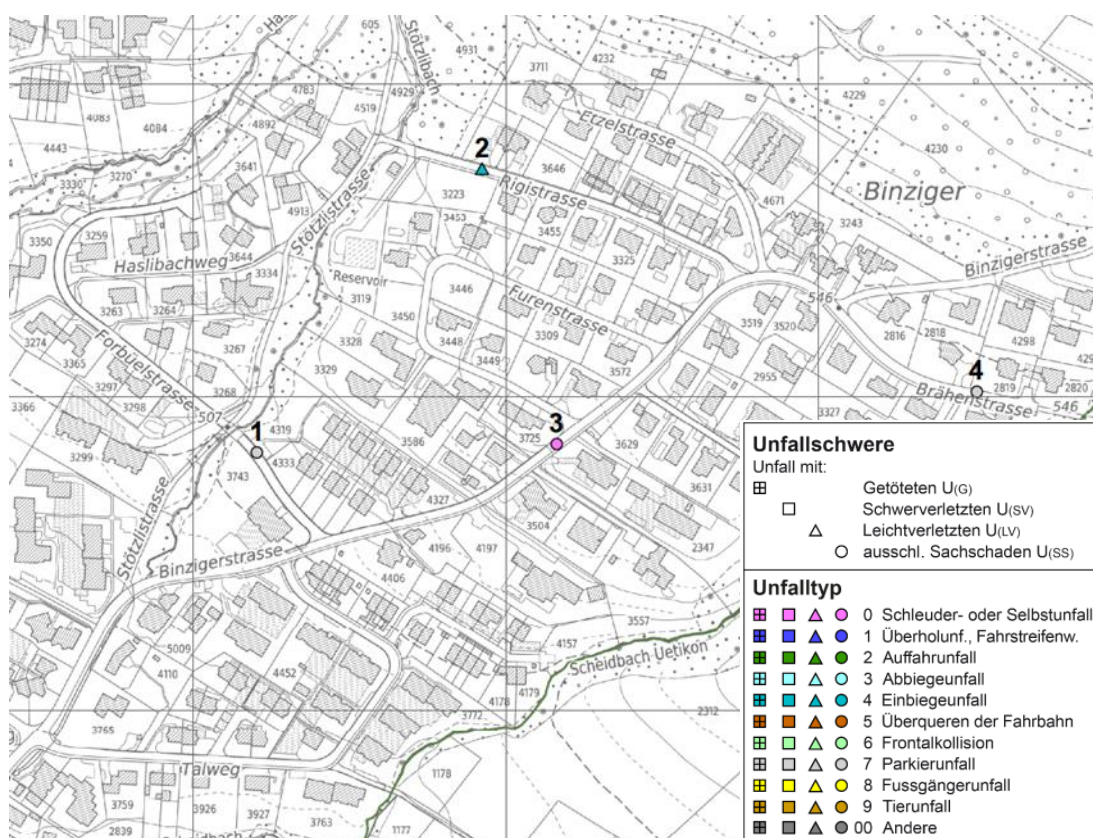 605
4931
3711
4232
Stötzlibach
4783
4519
4929
4229
4083
4084
4892
Etzelstrasse
4230
4443
3641
2
3646
3330
3270
Rigistrasse
Binziger
4913
3223
3453
4671
3259
Stötzlistrasse
3455
3243
3350
Haslibachweg
3644
3334
3325
Binzigerstrasse
Reservoir
3446
3119
Furenstrasse
546
3263
3264
3450
3309
3519
3520
2816
2818
4298
3274
3365
Forbüelstrasse
3267
3328
3448
3449
3572
3297
3329
2955
4
2819
2820
3298
3268
Brähenstrasse
546
3366
507
1
4319
3
3725
3327
3586
3629
3299
4333
3743
3631
4327
3504
4196
4197
2347
Stötzlistrasse
Binzigerstrasse
4406
3557
5009
4157
Scheidbach Uetikon
4110
4452
4179
4178
2312
3765
3772
Talweg
1178
3759
3926
3927
3763
1177
2839
Unfallschwere
Unfall mit:
Getöteten U(G)
Schwerverletzten U(SV)
Leichtverletzten U(LV)
ausschl. Sachschaden U(SS)
Unfalltyp
0 Schleuder- oder Selbstunfall
1 Überholunf., Fahrstreifenw.
2 Auffahrunfall
3 Abbiegeunfall
4 Einbiegeunfall
5 Überqueren der Fahrbahn
6 Frontalkollision
7 Parkierunfall
8 Fussgängerunfall
9 Tierunfall
00 Andere